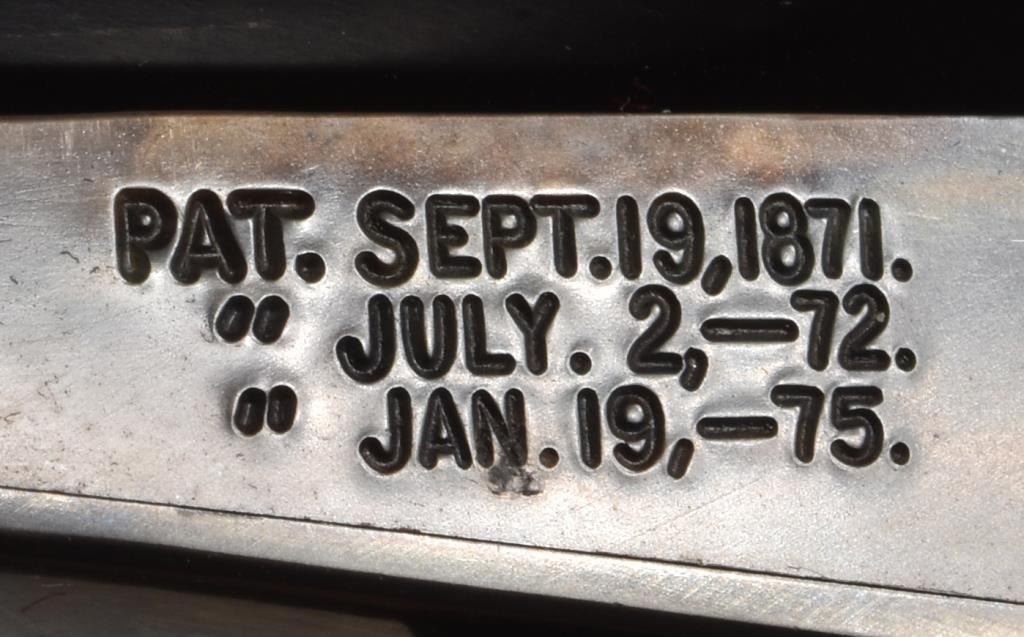 PAT. SEPT. 19, 1871.
" JULY. 2,—72.
" JAN. 19,—75.